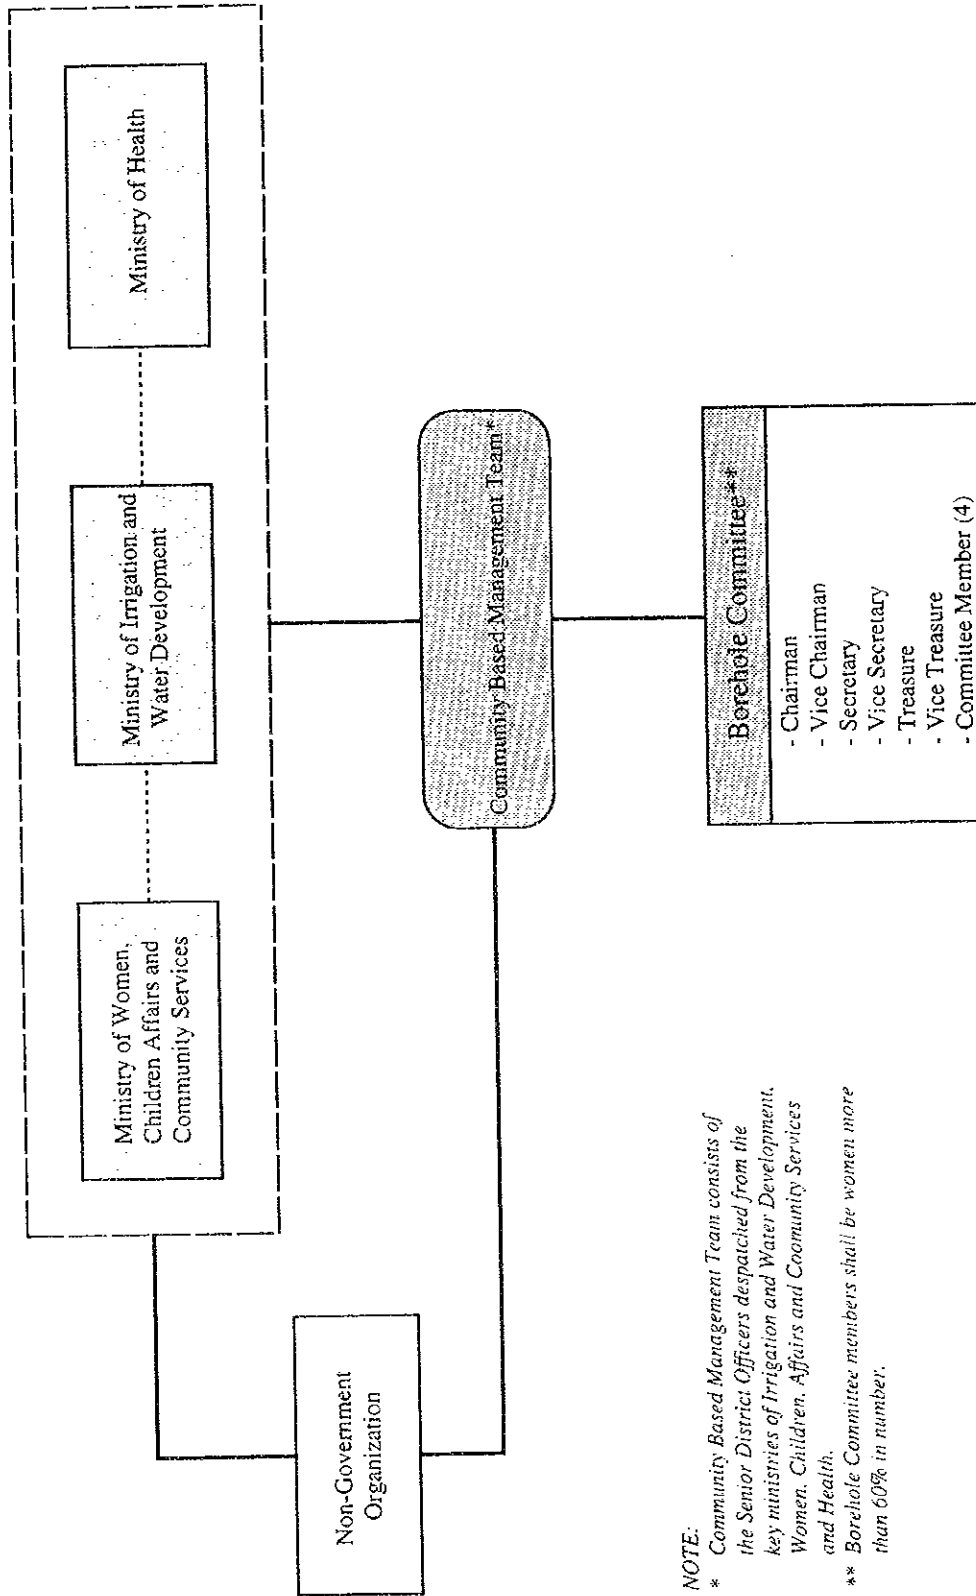 Ministry of Women,
Children Affairs and
Community Services
Ministry of Irrigation and
Water Development
Ministry of Health
Non-Government
Organization
Community Based Management Team*
Borehole Committee**
- Chairman
- Vice Chairman
- Secretary
- Vice Secretary
- Treasure
- Vice Treasure
- Committee Member (4)
NOTE:
* Community Based Management Team consists of
the Senior District Officers despatched from the
key ministries of Irrigation and Water Development,
Women, Children, Affairs and Coomunity Services
and Health.
** Borehole Committee members shall be women more
than 60% in number.